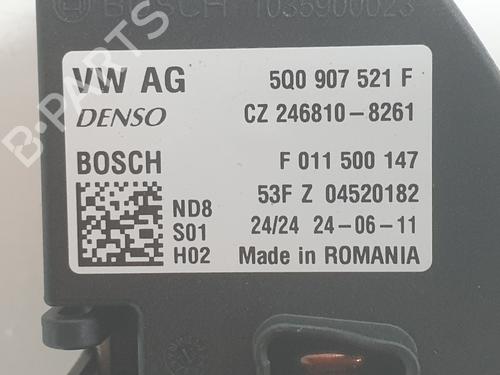 BOSCH 1035900023
VW AG 5Q0 907 521 F
DENSO CZ 246810-8261
BOSCH F 011 500 147
ND8 53F Z 04520182
S01 24/24 24-06-11
H02 Made in ROMANIA
B-PARTS